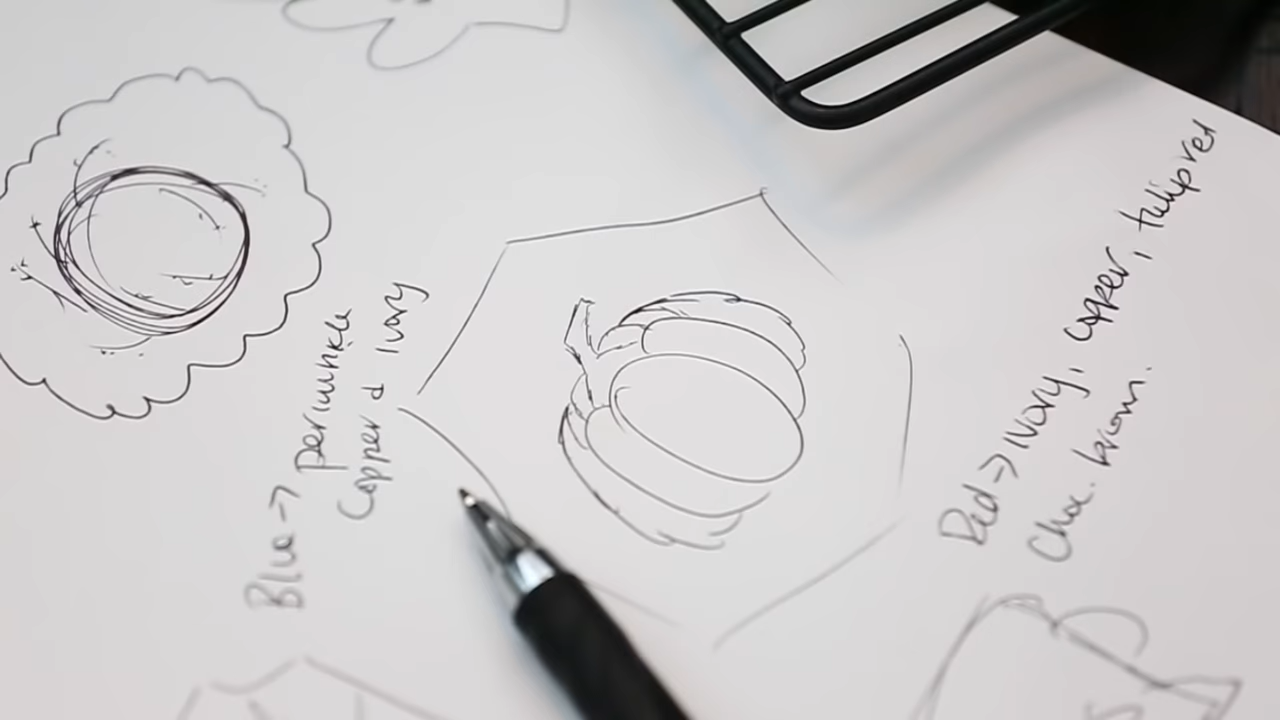 Blue → periwinkle
Copper & Ivory
Red → Ivory, copper, tulip red
Choc. brown.